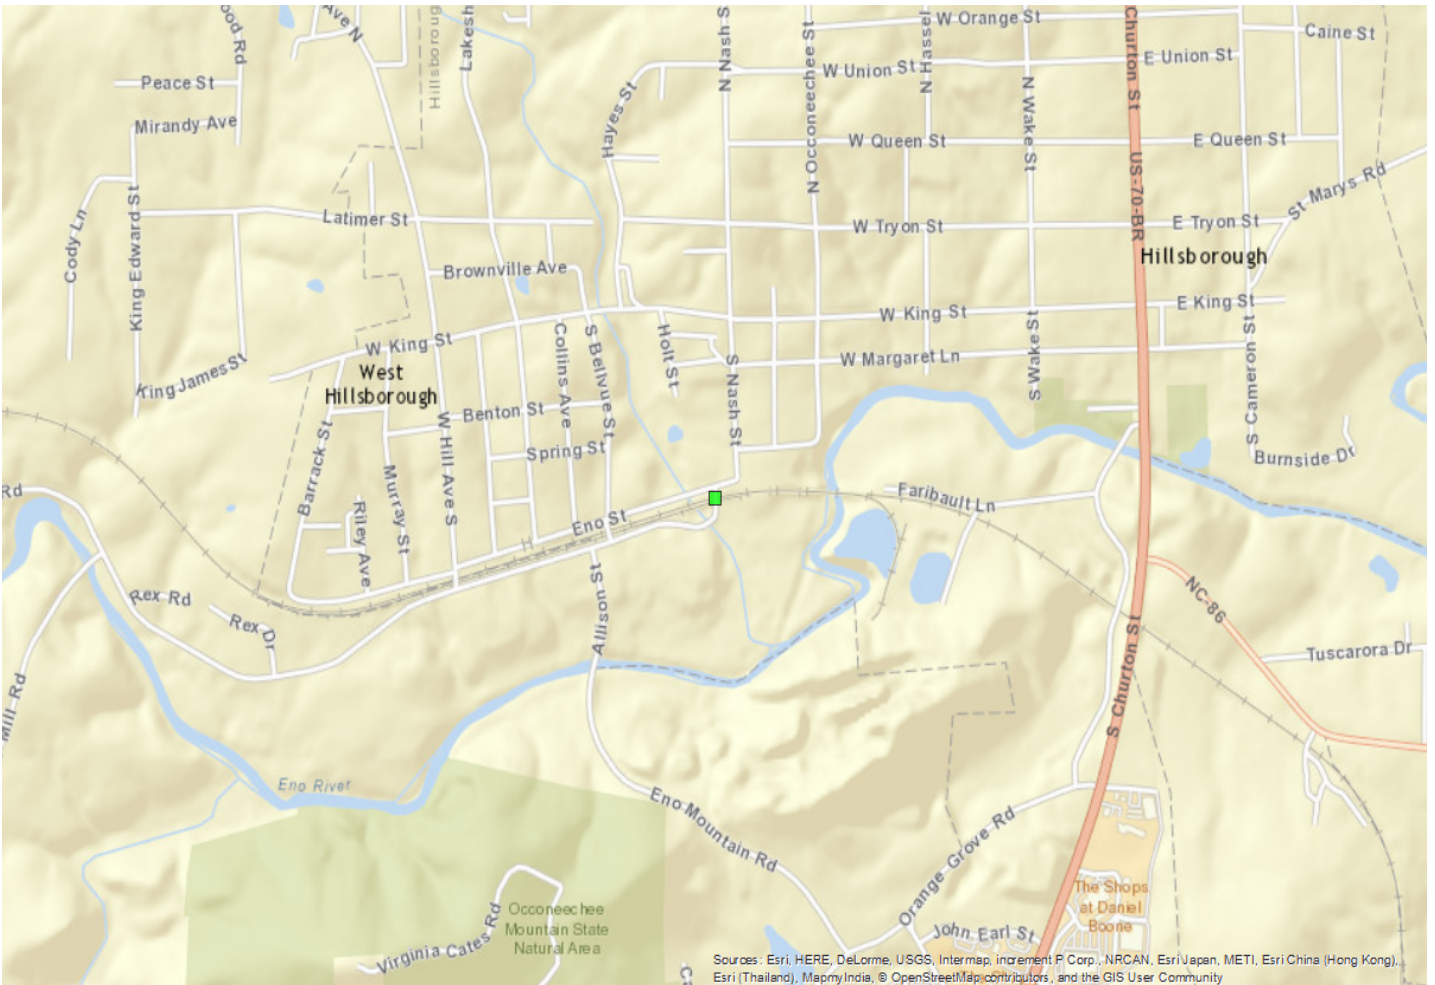 ood Rd
Ave N
Hillsboroug
Lakesh
N Nash S
N Occoneechee St
W Orange St
N Hassel
Churton St
Caine St
Peace St
W Union St
E Union St
Hayes St
N Wake St
Mirandy Ave
W Queen St
E Queen St
US-70-BR
St Marys Rd
Latimer St
W Tryon St
E Tryon St
Cody Ln
King Edward St
Brownville Ave
Hillsborough
W King St
E King St
W King St
Collins Ave
S Bellvue St
Holt St
S Nash St
W Margaret Ln
S Wake St
S Cameron St
King James St
West
Hillsborough
Benton St
W Hill Ave S
Spring St
Burnside Dr
Barrack St
Murray St
Riley Ave
Rd
Faribault Ln
Eno St
Allison St
NC-86
Rex Rd
Rex Dr
S Churton St
Tuscarora Dr
Mill Rd
Eno River
Eno Mountain Rd
Orange Grove Rd
The Shops
at Daniel
Boone
Occoneechee
Mountain State
Natural Area
Virginia Cates Rd
John Earl St
Sources: Esri, HERE, DeLorme, USGS, Intermap, increment P Corp., NRCAN, Esri Japan, METI, Esri China (Hong Kong),
Esri (Thailand), MapmyIndia, © OpenStreetMap contributors, and the GIS User Community